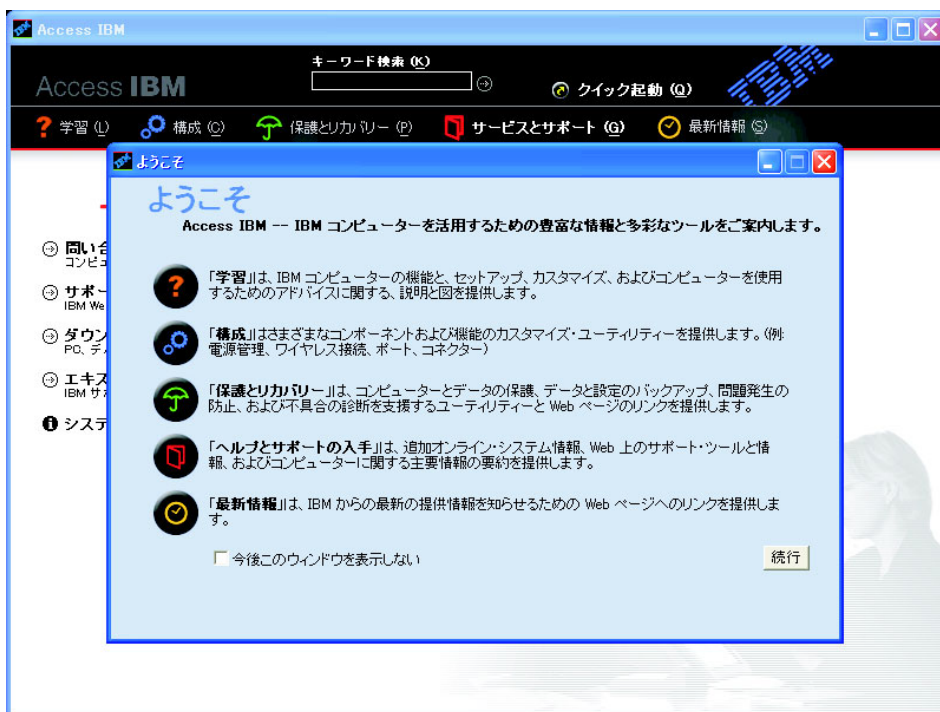 Access IBM
キーワード検索 (K)
Access IBM
クイック起動 (Q)
IBM
学習 (L) 構成 (C) 保護とリカバリー (P) サービスとサポート (G) 最新情報 (S)
ようこそ
ようこそ
Access IBM -- IBM コンピューターを活用するための豊富な情報と多彩なツールをご案内します。
「学習」は、IBM コンピューターの機能と、セットアップ、カスタマイズ、およびコンピューターを使用
するためのアドバイスに関する、説明と図を提供します。
「構成」はさまざまなコンポーネントおよび機能のカスタマイズ・ユーティリティーを提供します。(例:
電源管理、ワイヤレス接続、ポート、コネクター)
「保護とリカバリー」は、コンピューターとデータの保護、データと設定のバックアップ、問題発生の
防止、および不具合の診断を支援するユーティリティーと Web ページのリンクを提供します。
「ヘルプとサポートの入手」は、追加オンライン・システム情報、Web 上のサポート・ツールと情
報、およびコンピューターに関する主要情報の要約を提供します。
「最新情報」は、IBM からの最新の提供情報を知らせるための Web ページへのリンクを提供しま
す。
今後このウィンドウを表示しない
続行
問い合
コンピュ
サポー
IBM We
ダウン
PC、デ
エキス
IBM サ
システ